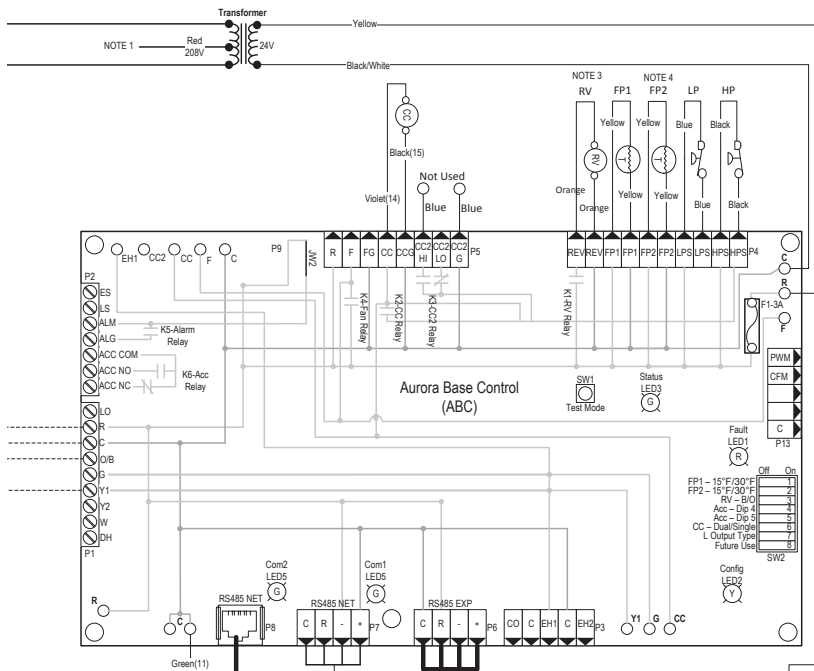 Transformer
Yellow
NOTE 1
Red
208V
24V
Black/White
CC
Black(15)
Violet(14)
Not Used
Blue
Blue
NOTE 3
RV
FP1
NOTE 4
FP2
LP
HP
Yellow
Yellow
Blue
Black
RV
T
T
Orange
Orange
Yellow
Yellow
Blue
Black
EH1
CC2
CC
F
C
P9
JW2
R
F
FG
CC
CCG
CC2
HI
CC2
LO
CC2
G
P5
REV
REV
FP1
FP1
FP2
FP2
LPS
LPS
HPS
HPS
P4
C
R
F1-3A
F
P2
ES
LS
ALM
ALG
ACC COM
ACC NO
ACC NC
K5-Alarm
Relay
K6-Acc
Relay
K4-Fan Relay
K2-CC Relay
K3-CC2 Relay
K1-RV Relay
Aurora Base Control
(ABC)
SW1
Test Mode
Status
LED3
G
PWM
CFM
C
P13
Fault
LED1
R
LO
R
C
O/B
G
Y1
Y2
W
DH
P1
Off On
FP1 – 15°F/30°F 1
FP2 – 15°F/30°F 2
RV – B/O 3
Acc – Dip 4 4
Acc – Dip 5 5
CC – Dual/Single 6
L Output Type 7
Future Use 8
SW2
Config
LED2
Y
Com2
LED5
G
Com1
LED5
G
R
C
Green(11)
RS485 NET
P8
RS485 NET
C
R
-
+
P7
RS485 EXP
C
R
-
+
P6
CO
C
EH1
C
EH2
P3
Y1
G
CC